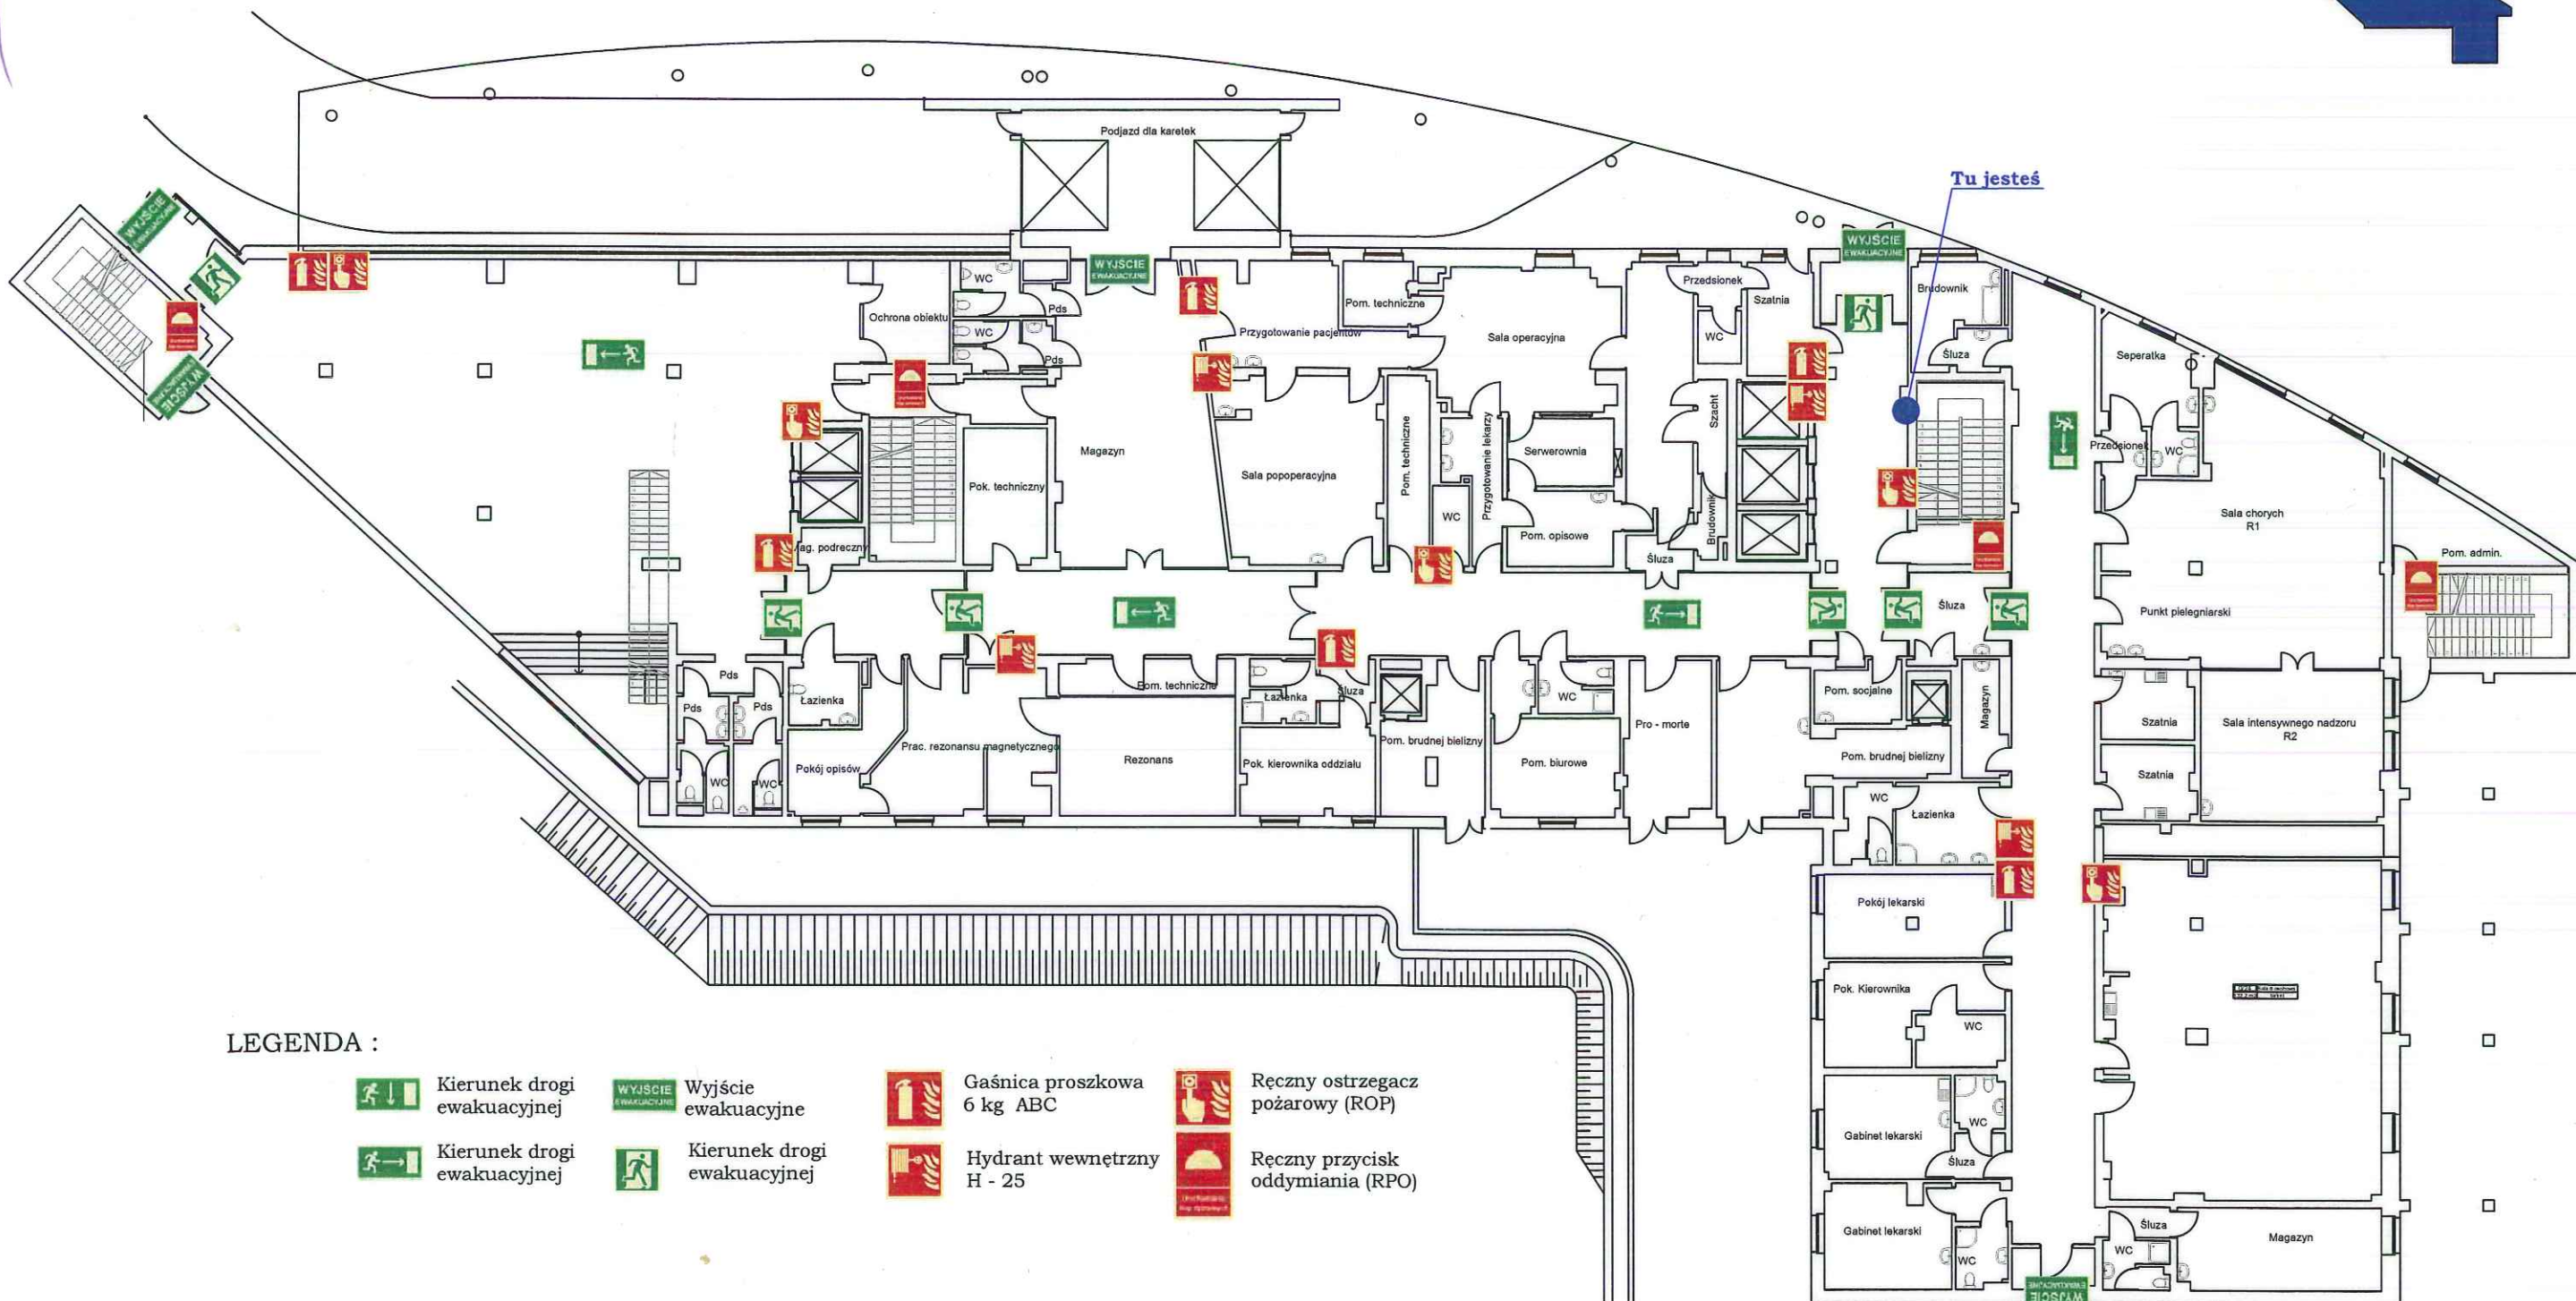 Podjazd dla karetek
Tu jesteś
WYJŚCIE
EWAKUACYJNE
WYJŚCIE
EWAKUACYJNE
WYJŚCIE
EWAKUACYJNE
WYJŚCIE
EWAKUACYJNE
WC
Pds
Ochrona obiektu
WC
Pds
Przygotowanie pacjentów
Pom. techniczne
Sala operacyjna
Przedsionek
Szatnia
WC
Brudownik
Śluza
Seperatka
Przedsionek
WC
Magazyn
Pok. techniczny
Sala popoperacyjna
Pom. techniczne
Przygotowanie lekarzy
WC
Serwerownia
Pom. opisowe
Szacht
Brudownik
Śluza
Sala chorych
R1
Pom. admin.
ag. podreczny
Śluza
Punkt pielegniarski
Pds
Pds
Pds
WC
WC
Łazienka
Pokój opisów
Prac. rezonansu magnetycznego
Pom. techniczne
Rezonans
Łazienka
Śluza
Pok. kierownika oddziału
Pom. brudnej bielizny
WC
Pom. biurowe
Pro - morte
Pom. socjalne
Pom. brudnej bielizny
Magazyn
Szatnia
Szatnia
Sala intensywnego nadzoru
R2
WC
Łazienka
Pokój lekarski
Pok. Kierownika
WC
Gabinet lekarski
WC
Śluza
Gabinet lekarski
WC
Śluza
WC
Magazyn
WYJŚCIE
EWAKUACYJNE
LEGENDA :
Kierunek drogi
ewakuacyjnej
WYJŚCIE
EWAKUACYJNE
Wyjście
ewakuacyjne
Gaśnica proszkowa
6 kg ABC
Ręczny ostrzegacz
pożarowy (ROP)
Kierunek drogi
ewakuacyjnej
Kierunek drogi
ewakuacyjnej
Hydrant wewnętrzny
H - 25
Ręczny przycisk
oddymiania (RPO)